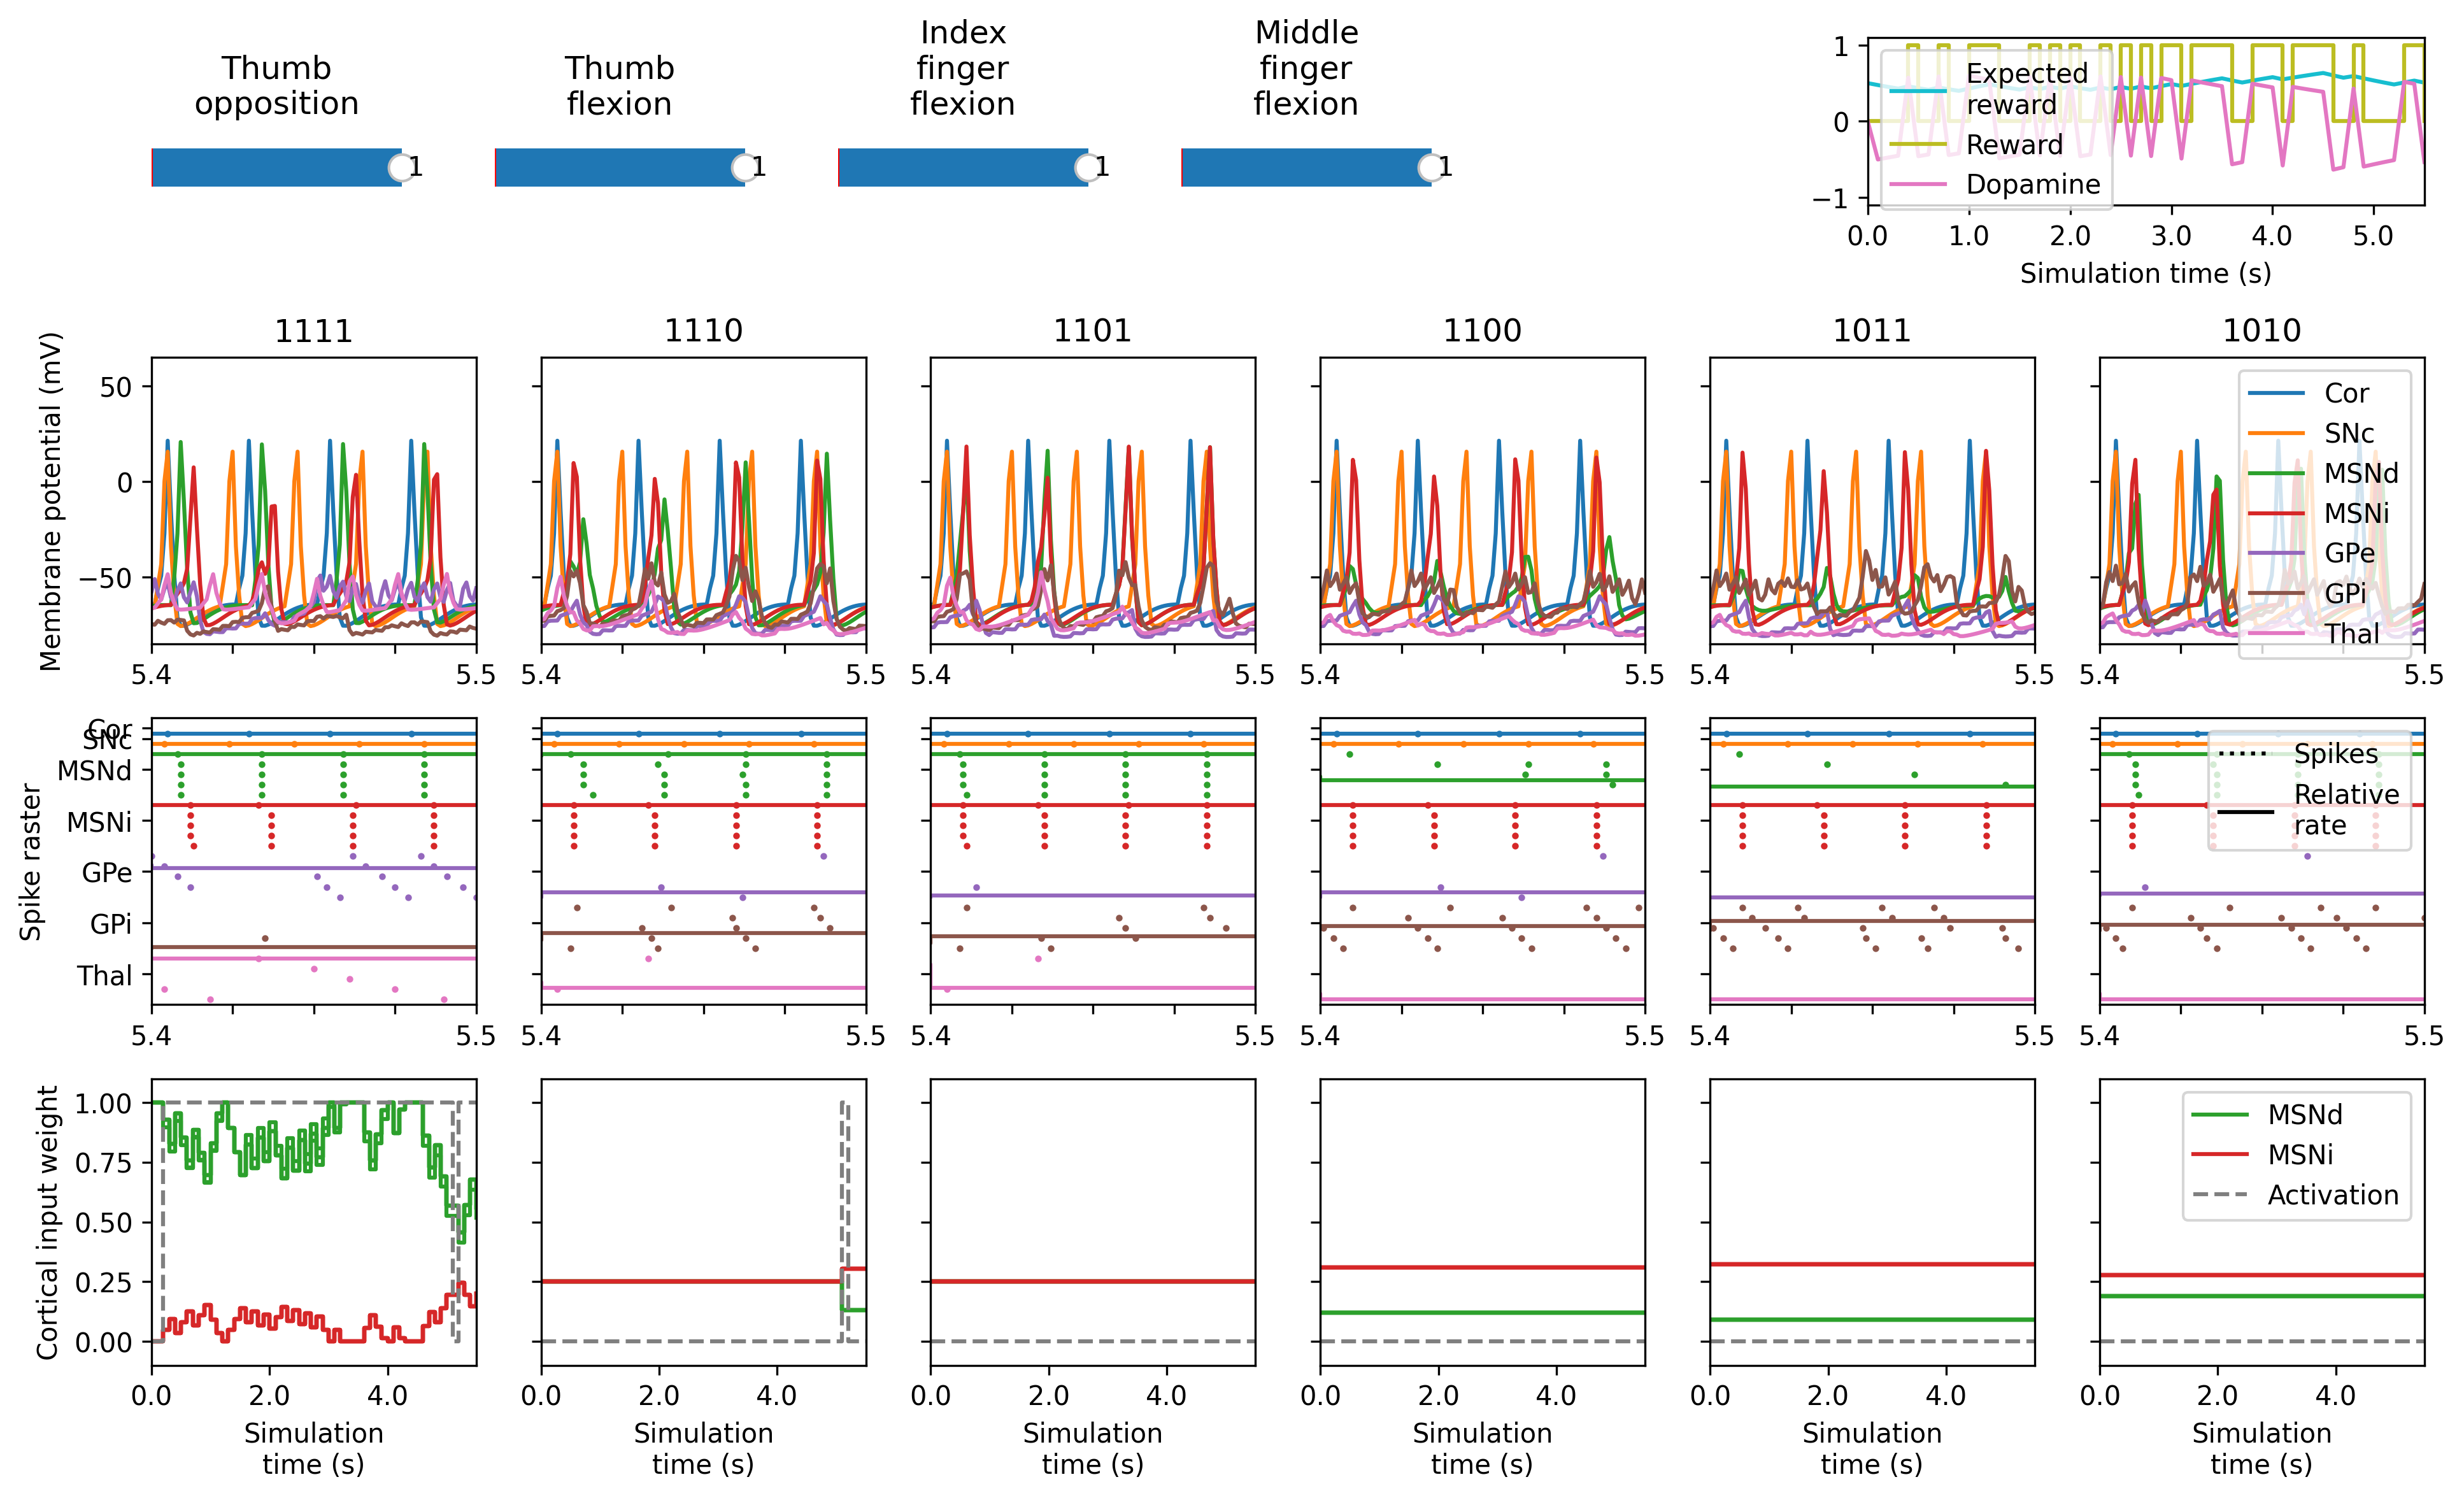 Thumb
opposition
Thumb
flexion
Index
finger
flexion
Middle
finger
flexion
1
1
1
1
1
0
−1
Expected
reward
Reward
Dopamine
0.0 1.0 2.0 3.0 4.0 5.0
Simulation time (s)
1111 1110 1101 1100 1011 1010
Membrane potential (mV)
50
0
−50
Cor
SNc
MSNd
MSNi
GPe
GPi
Thal
5.4 5.5 5.4 5.5 5.4 5.5 5.4 5.5 5.4 5.5 5.4 5.5
Spike raster
Cor
SNc
MSNd
MSNi
GPe
GPi
Thal
Spikes
Relative
rate
5.4 5.5 5.4 5.5 5.4 5.5 5.4 5.5 5.4 5.5 5.4 5.5
Cortical input weight
1.00
0.75
0.50
0.25
0.00
MSNd
MSNi
Activation
0.0 2.0 4.0 0.0 2.0 4.0 0.0 2.0 4.0 0.0 2.0 4.0 0.0 2.0 4.0 0.0 2.0 4.0
Simulation
time (s)
Simulation
time (s)
Simulation
time (s)
Simulation
time (s)
Simulation
time (s)
Simulation
time (s)